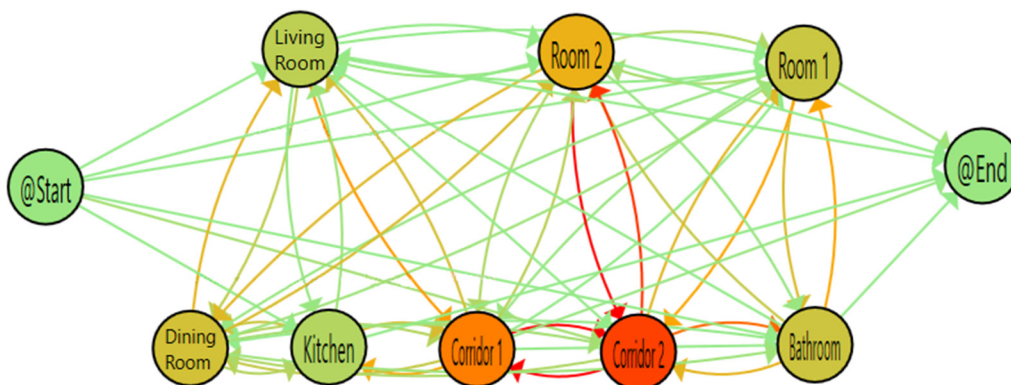 Living
Room
Room 2
Room 1
@Start
@End
Dining
Room
Kitchen
Corridor 1
Corridor 2
Bathroom